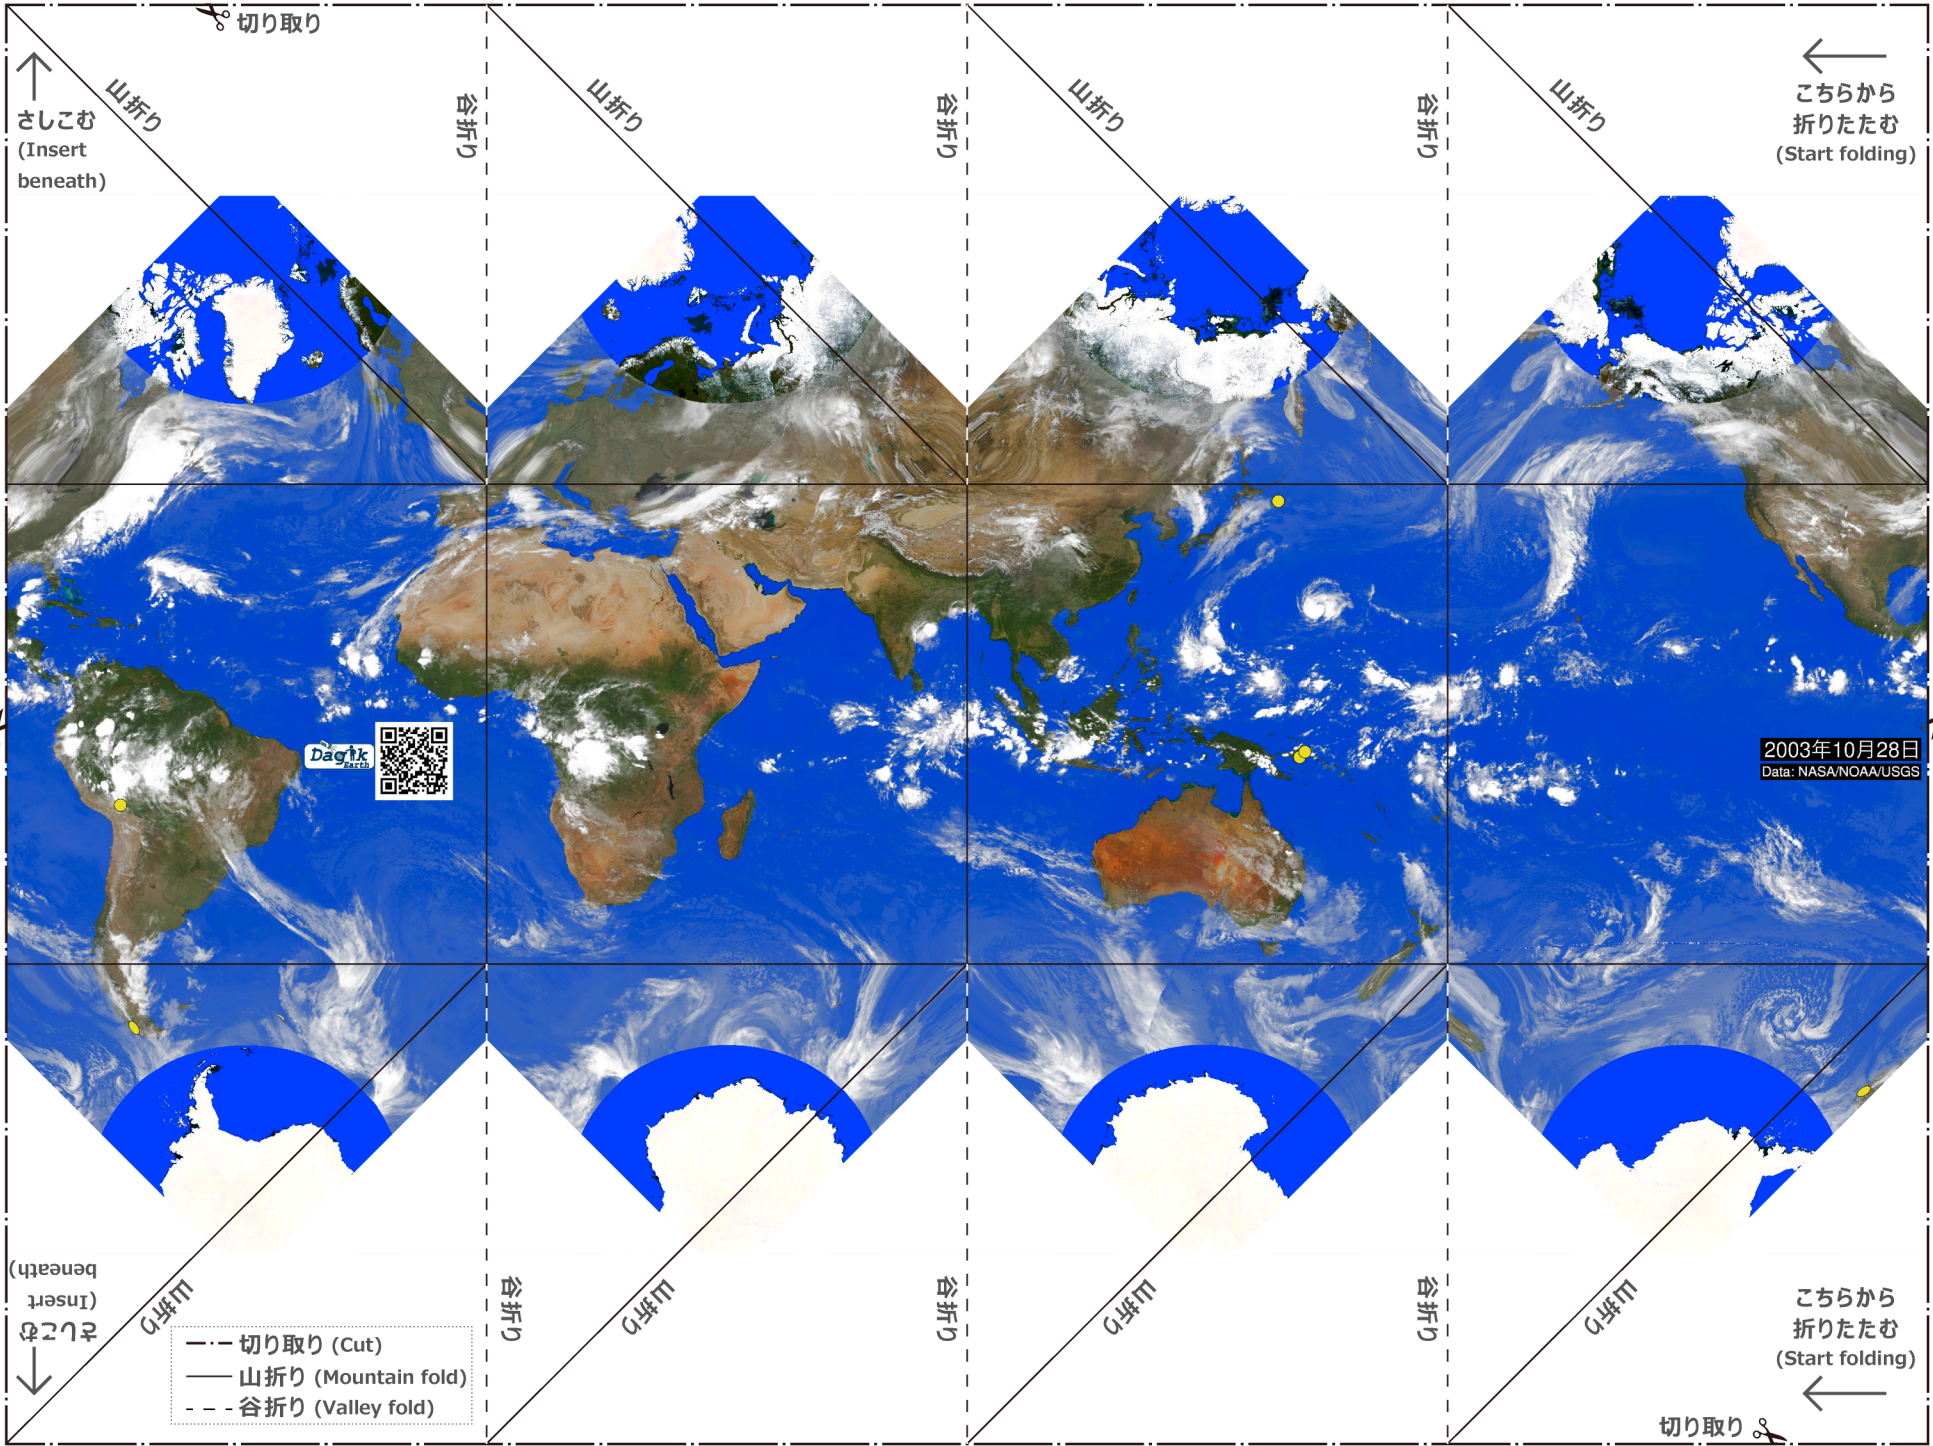 切り取り
山折り
谷折り
山折り
谷折り
山折り
谷折り
山折り
さしこむ
(Insert
beneath)
こちらから
折りたたむ
(Start folding)
Dagik
Earth
2003年10月28日
Data: NASA/NOAA/USGS
さしこむ
(Insert
beneath)
山折り
谷折り
山折り
谷折り
山折り
谷折り
山折り
こちらから
折りたたむ
(Start folding)
切り取り (Cut)
山折り (Mountain fold)
谷折り (Valley fold)
切り取り